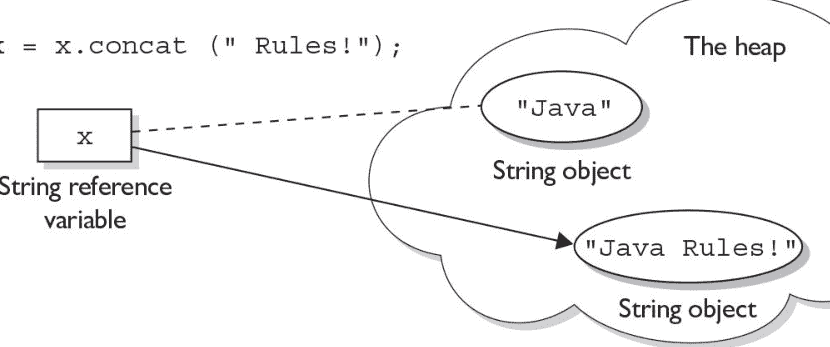 x = x.concat (" Rules!");
The heap
"Java"
x
String object
String reference
variable
"Java Rules!"
String object